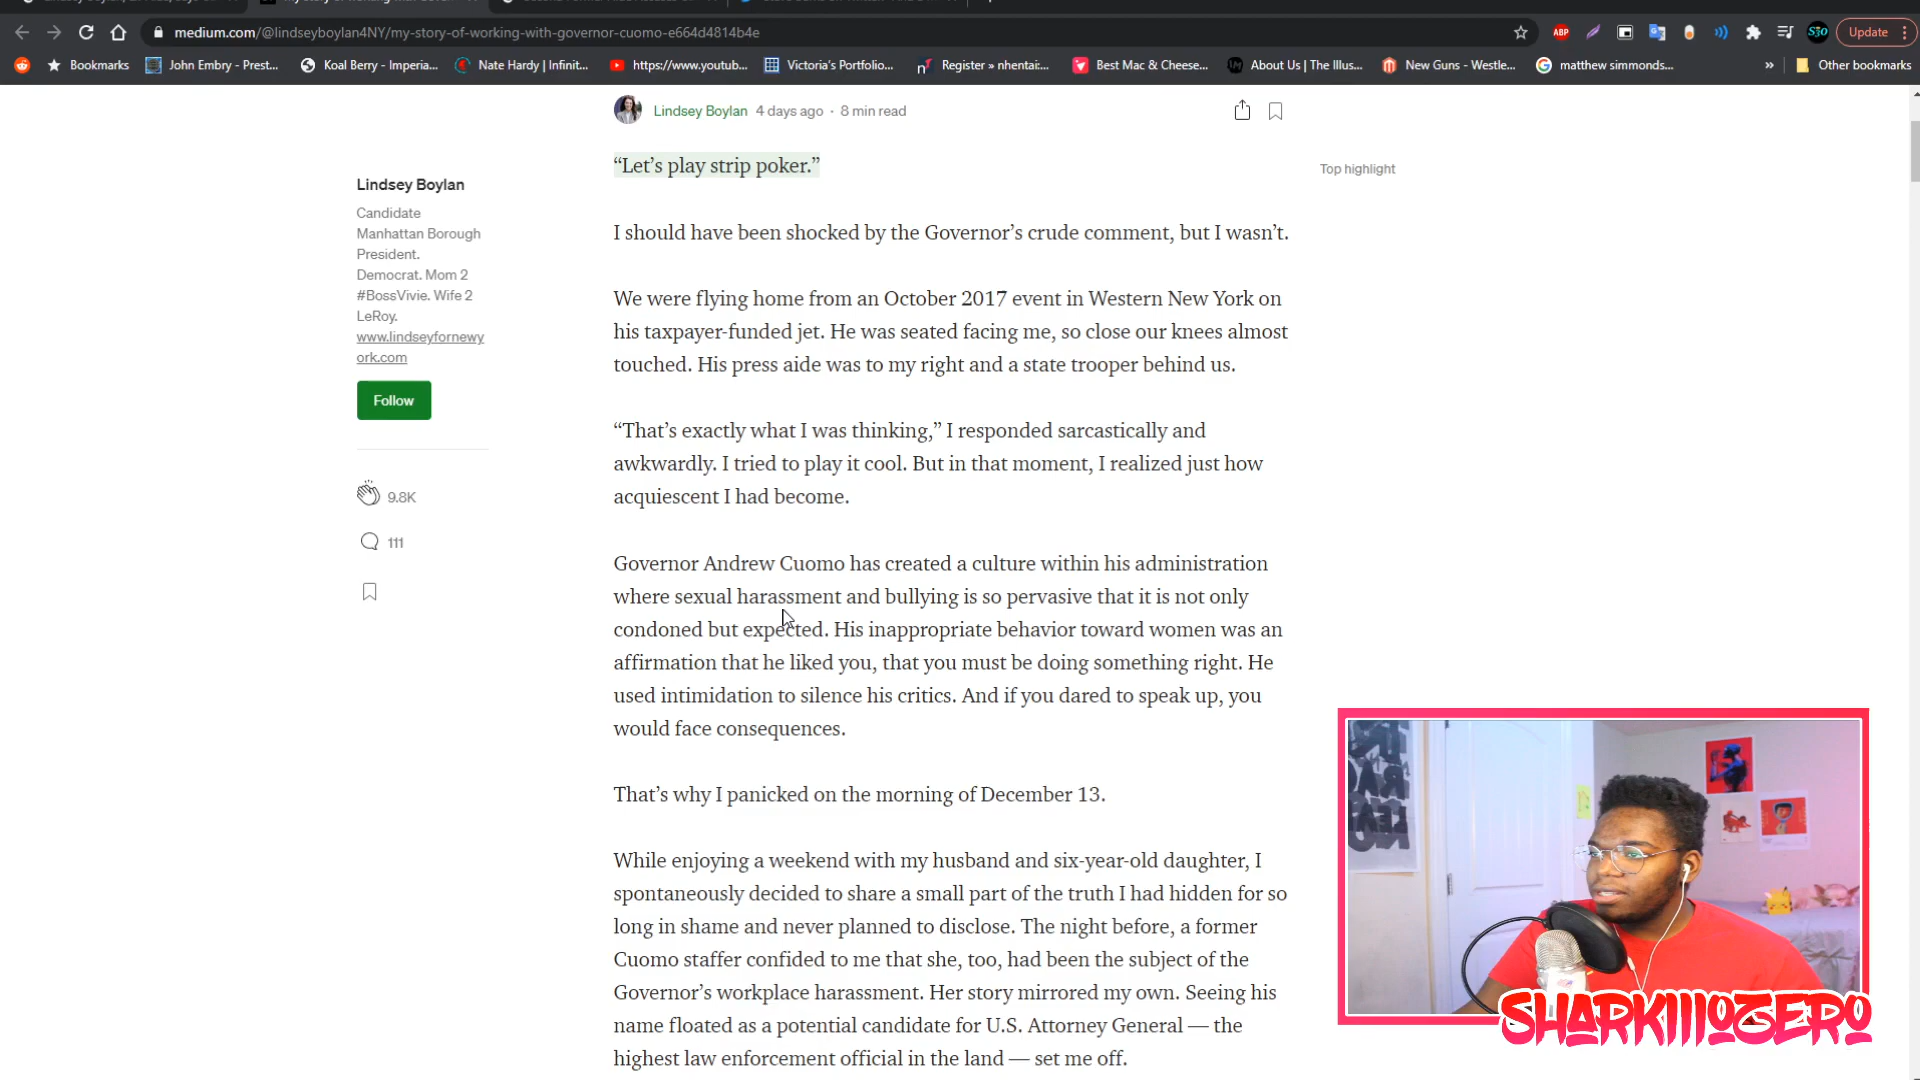 medium.com/@lindseyboylan4NY/my-story-of-working-with-governor-cuomo-e664d4814b4e
ABP
S30
Update
Bookmarks
John Embry - Prest...
Koal Berry - Imperia...
Nate Hardy | Infinit...
https://www.youtub...
Victoria's Portfolio...
Register » nhentai:...
Best Mac & Cheese...
About Us | The Illus...
New Guns - Westle...
matthew simmonds...
»
Other bookmarks
Lindsey Boylan 4 days ago · 8 min read
“Let’s play strip poker.”
Top highlight
Lindsey Boylan
Candidate
Manhattan Borough
President.
Democrat. Mom 2
#BossVivie. Wife 2
LeRoy.
www.lindseyfornewy
ork.com
Follow
9.8K
111
I should have been shocked by the Governor’s crude comment, but I wasn’t.
We were flying home from an October 2017 event in Western New York on
his taxpayer-funded jet. He was seated facing me, so close our knees almost
touched. His press aide was to my right and a state trooper behind us.
“That’s exactly what I was thinking,” I responded sarcastically and
awkwardly. I tried to play it cool. But in that moment, I realized just how
acquiescent I had become.
Governor Andrew Cuomo has created a culture within his administration
where sexual harassment and bullying is so pervasive that it is not only
condoned but expected. His inappropriate behavior toward women was an
affirmation that he liked you, that you must be doing something right. He
used intimidation to silence his critics. And if you dared to speak up, you
would face consequences.
That’s why I panicked on the morning of December 13.
While enjoying a weekend with my husband and six-year-old daughter, I
spontaneously decided to share a small part of the truth I had hidden for so
long in shame and never planned to disclose. The night before, a former
Cuomo staffer confided to me that she, too, had been the subject of the
Governor’s workplace harassment. Her story mirrored my own. Seeing his
name floated as a potential candidate for U.S. Attorney General — the
highest law enforcement official in the land — set me off.
SHARK111OZERO